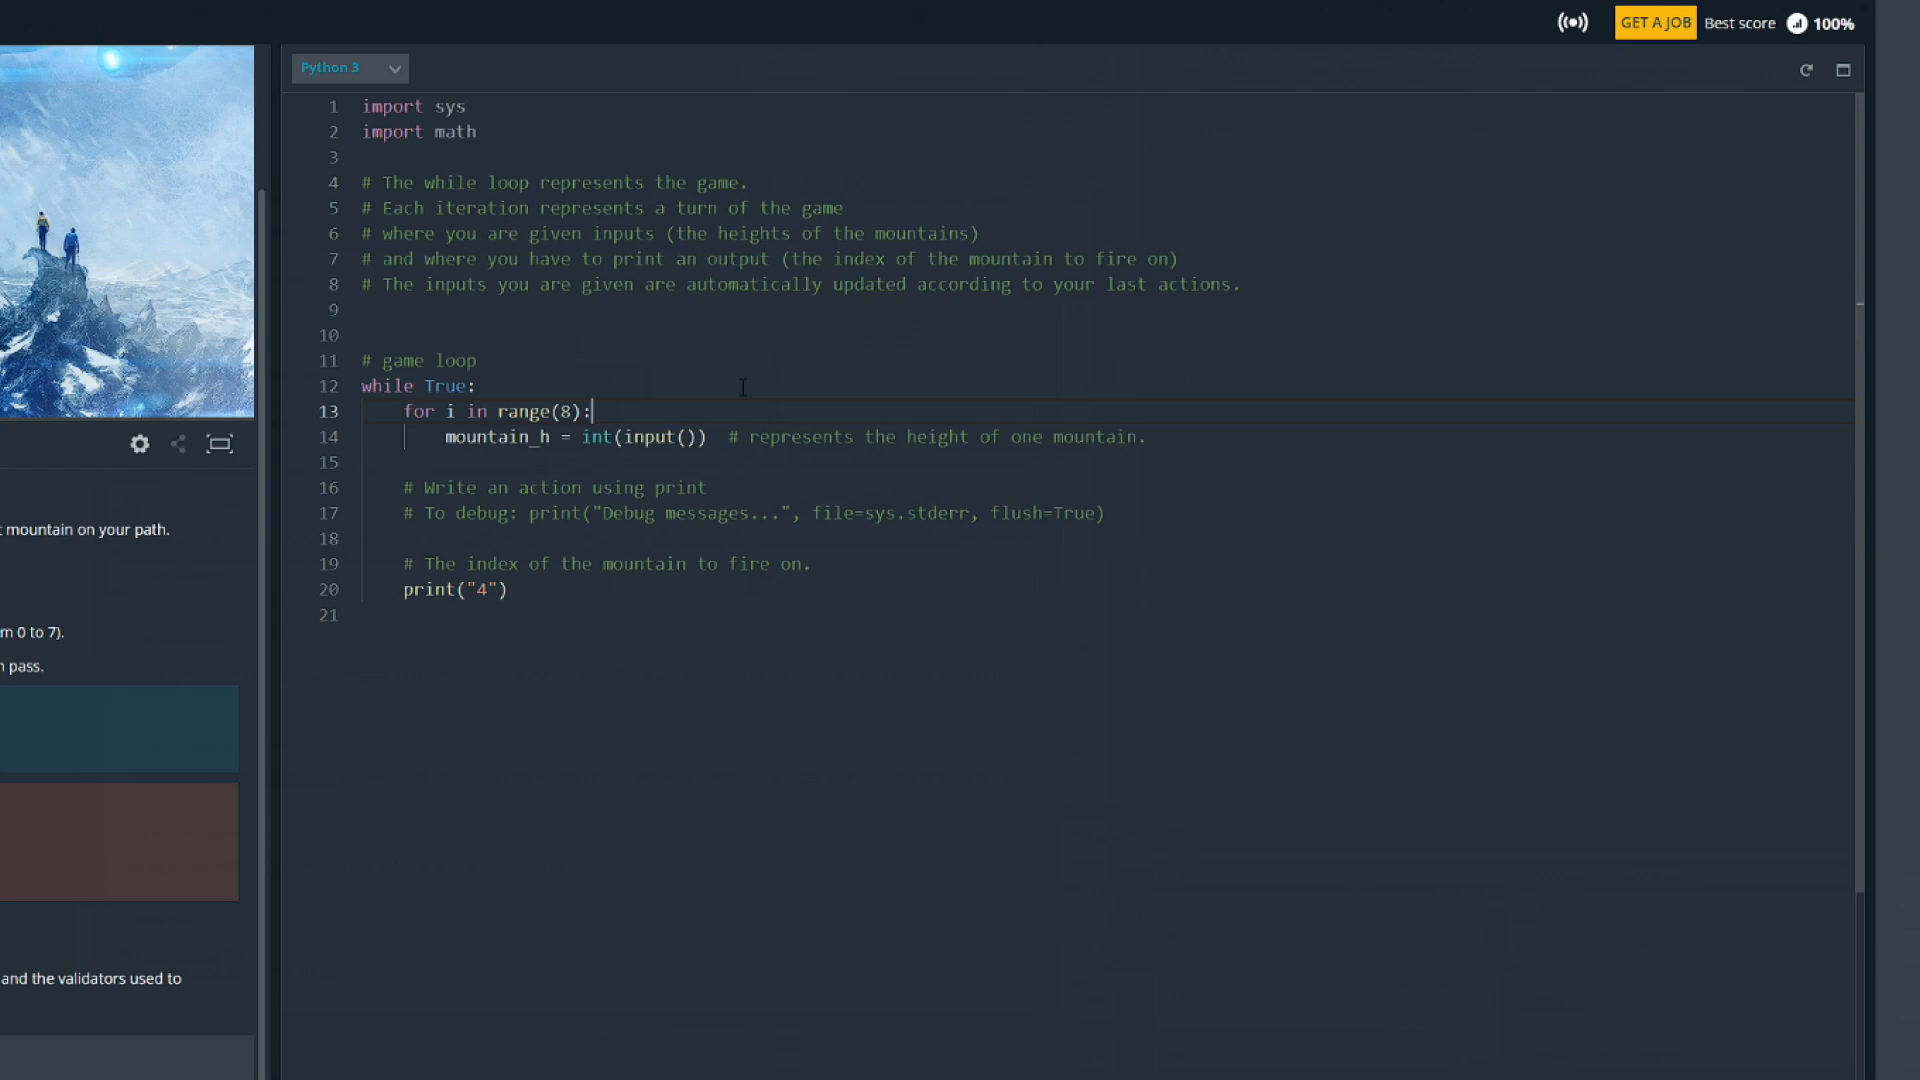 GET A JOB Best score 100%
Python 3
1 import sys
2 import math
3
4 # The while loop represents the game.
5 # Each iteration represents a turn of the game
6 # where you are given inputs (the heights of the mountains)
7 # and where you have to print an output (the index of the mountain to fire on)
8 # The inputs you are given are automatically updated according to your last actions.
9
10
11 # game loop
12 while True:
13 for i in range(8):
14 mountain_h = int(input())  # represents the height of one mountain.
15
16 # Write an action using print
17 # To debug: print("Debug messages...", file=sys.stderr, flush=True)
18
19 # The index of the mountain to fire on.
20 print("4")
21
t mountain on your path.
m 0 to 7).
n pass.
and the validators used to